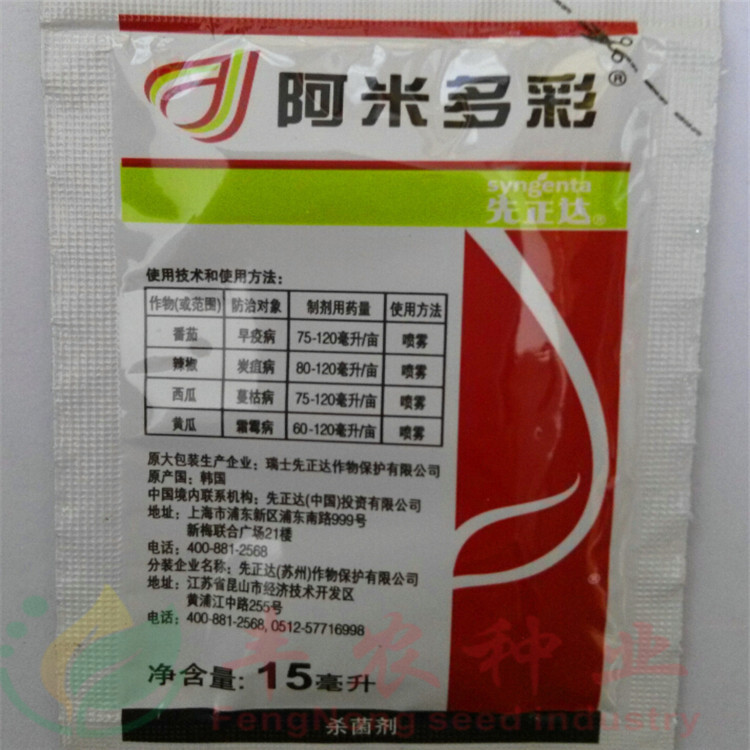 阿米多彩®
syngenta
先正达®
使用技术和使用方法:
作物(或范围) 防治对象 制剂用药量 使用方法
番茄 早疫病 75-120毫升/亩 喷雾
辣椒 炭疽病 80-120毫升/亩 喷雾
西瓜 蔓枯病 75-120毫升/亩 喷雾
黄瓜 霜霉病 60-120毫升/亩 喷雾
原大包装生产企业:瑞士先正达作物保护有限公司
原产国:韩国
中国境内联系机构:先正达(中国)投资有限公司
地址:上海市浦东新区浦东南路999号
新梅联合广场21楼
电话:400-881-2568
分装企业名称:先正达(苏州)作物保护有限公司
地址:江苏省昆山市经济技术开发区
黄浦江中路255号
电话:400-881-2568, 0512-57716998
净含量:15毫升
丰农种业
FengNong seed industry
杀菌剂